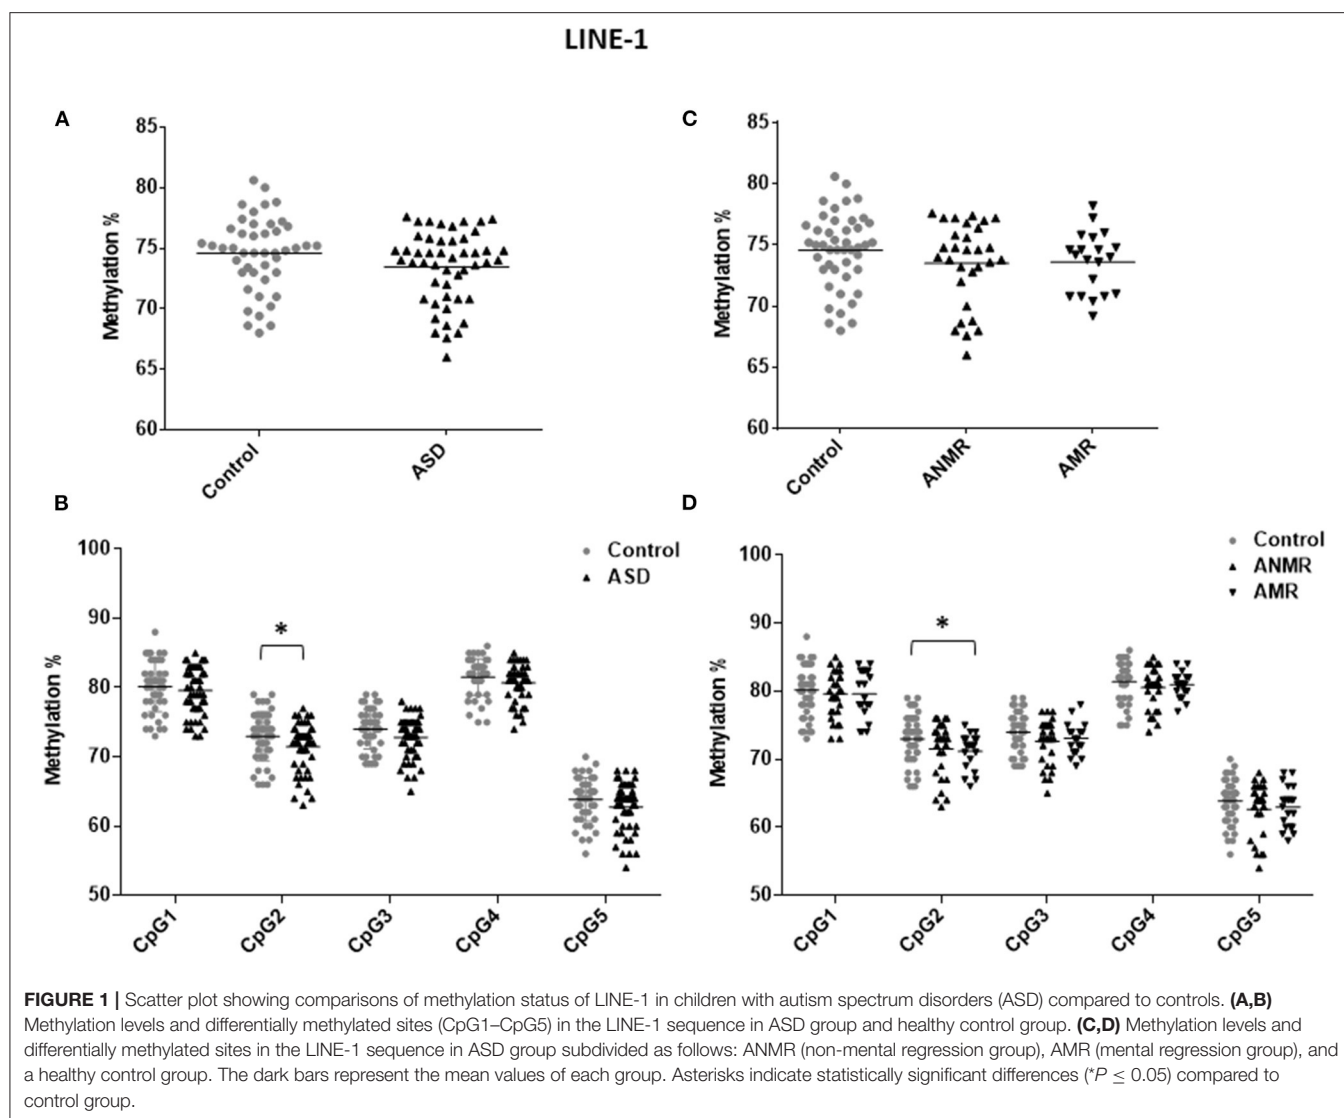 LINE-1
A
85
80
75
70
65
60
Methylation %
Control
ASD
C
85
80
75
70
65
60
Methylation %
Control
ANMR
AMR
B
100
90
80
70
60
50
Methylation %
Control
ASD
*
CpG1
CpG2
CpG3
CpG4
CpG5
D
100
90
80
70
60
50
Methylation %
Control
ANMR
AMR
*
CpG1
CpG2
CpG3
CpG4
CpG5
FIGURE 1 | Scatter plot showing comparisons of methylation status of LINE-1 in children with autism spectrum disorders (ASD) compared to controls. (A,B)
Methylation levels and differentially methylated sites (CpG1–CpG5) in the LINE-1 sequence in ASD group and healthy control group. (C,D) Methylation levels and
differentially methylated sites in the LINE-1 sequence in ASD group subdivided as follows: ANMR (non-mental regression group), AMR (mental regression group), and
a healthy control group. The dark bars represent the mean values of each group. Asterisks indicate statistically significant differences (*P ≤ 0.05) compared to
control group.